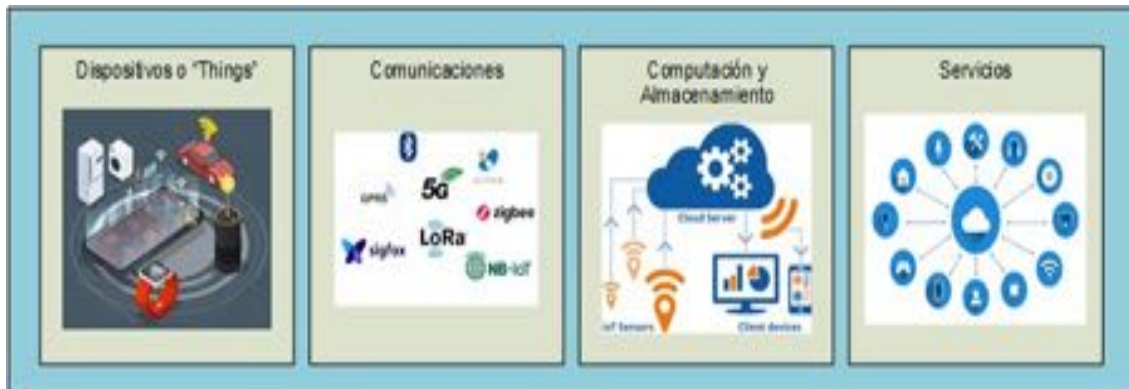 Dispositivos o "Things"
Comunicaciones
GPRS
5G
zigbee
sigfox
LoRa
NB-IoT
Computación y
Almacenamiento
Cloud Server
IoT Sensors
Client devices
Servicios